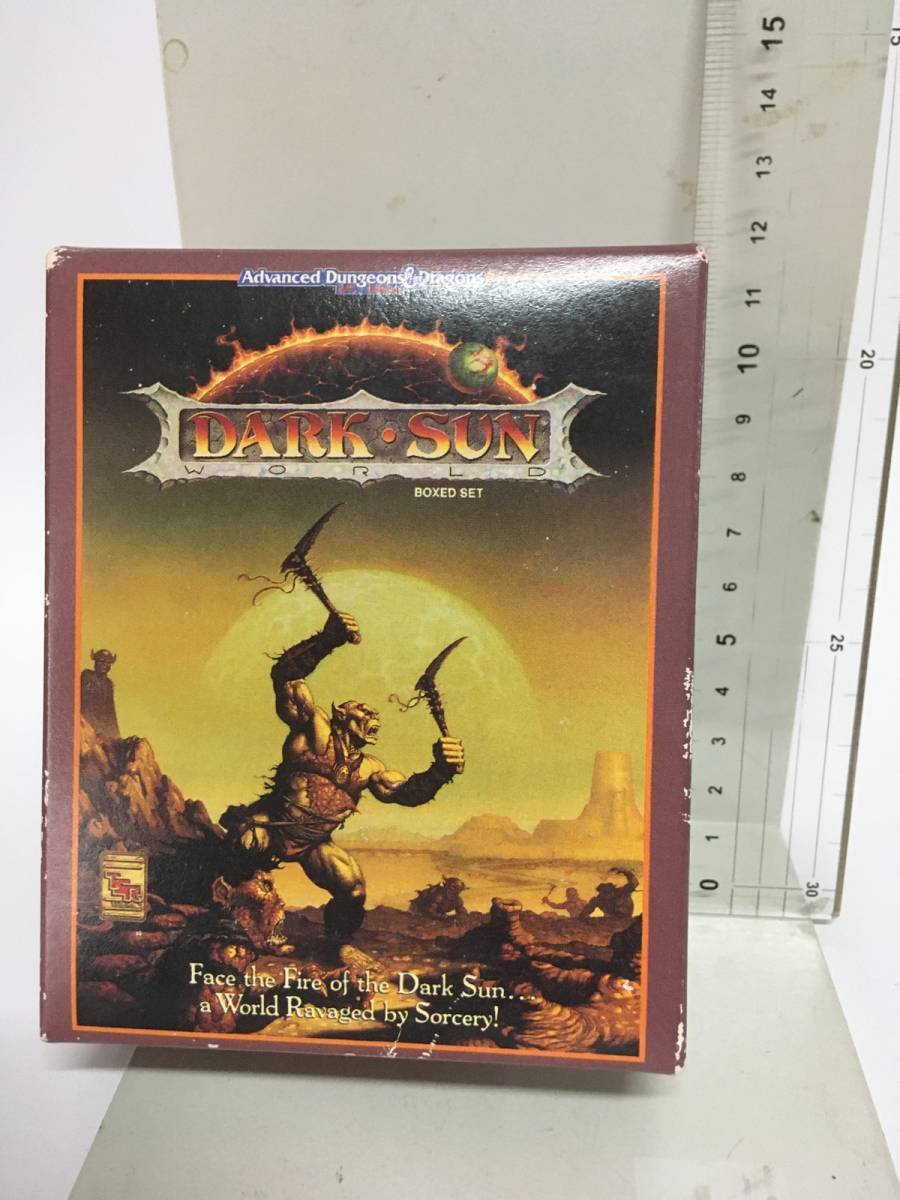 Advanced Dungeons & Dragons
DARK • SUN
WORLD
BOXED SET
TSR
Face the Fire of the Dark Sun...
a World Ravaged by Sorcery!
15
14
13
12
11
10
9
8
7
6
5
4
3
2
1
0
15
20
25
30